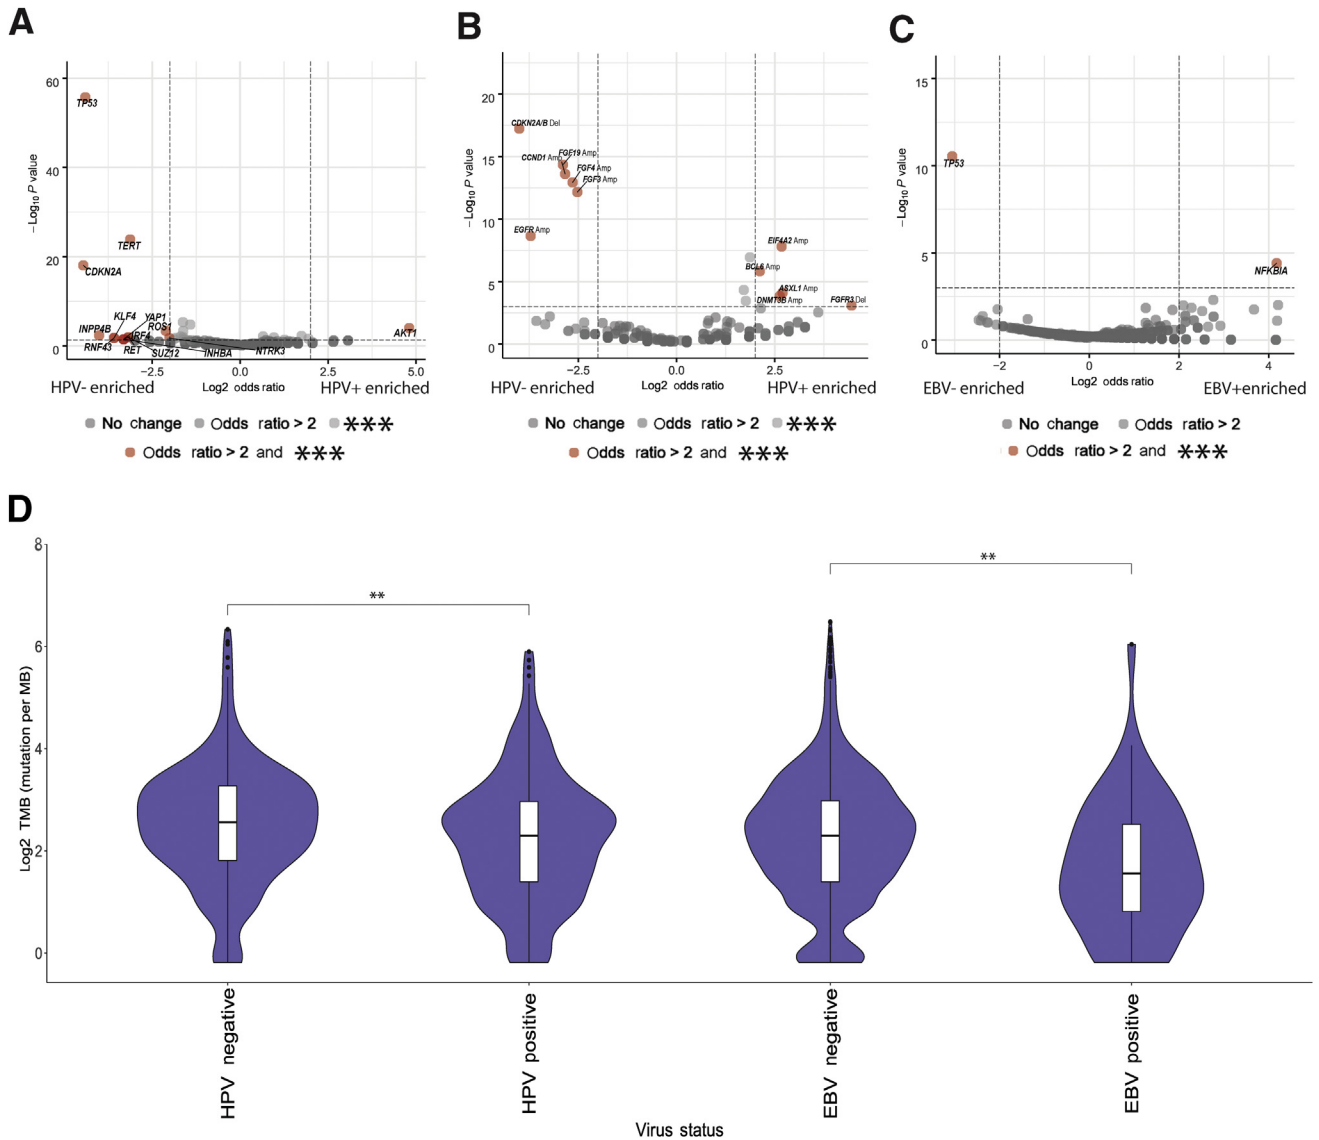 A
B
C
60
40
20
0
−Log10 P value
TP53
TERT
CDKN2A
KLF4
YAP1
INPP4B
ROS1
IRF4
RNF43
RET
SUZ12
INHBA
NTRK3
AKT1
−2.5
0.0
2.5
5.0
HPV- enriched
Log2 odds ratio
HPV+ enriched
No change
Odds ratio > 2
***
Odds ratio > 2 and ***
20
15
10
5
0
−Log10 P value
CDKN2A/B Del
FGF19 Amp
CCND1 Amp
FGF4 Amp
FGF3 Amp
EGFR Amp
EIF4A2 Amp
BCL6 Amp
ASXL1 Amp
DNMT3B Amp
FGFR3 Del
−2.5
0.0
2.5
HPV- enriched
Log2 odds ratio
HPV+ enriched
No change
Odds ratio > 2
***
Odds ratio > 2 and ***
15
10
5
0
−Log10 P value
TP53
NFKBIA
−2
0
2
4
EBV- enriched
Log2 odds ratio
EBV+enriched
No change
Odds ratio > 2
Odds ratio > 2 and ***
D
8
6
4
2
0
Log2 TMB (mutation per MB)
**
**
HPV negative
HPV positive
EBV negative
EBV positive
Virus status